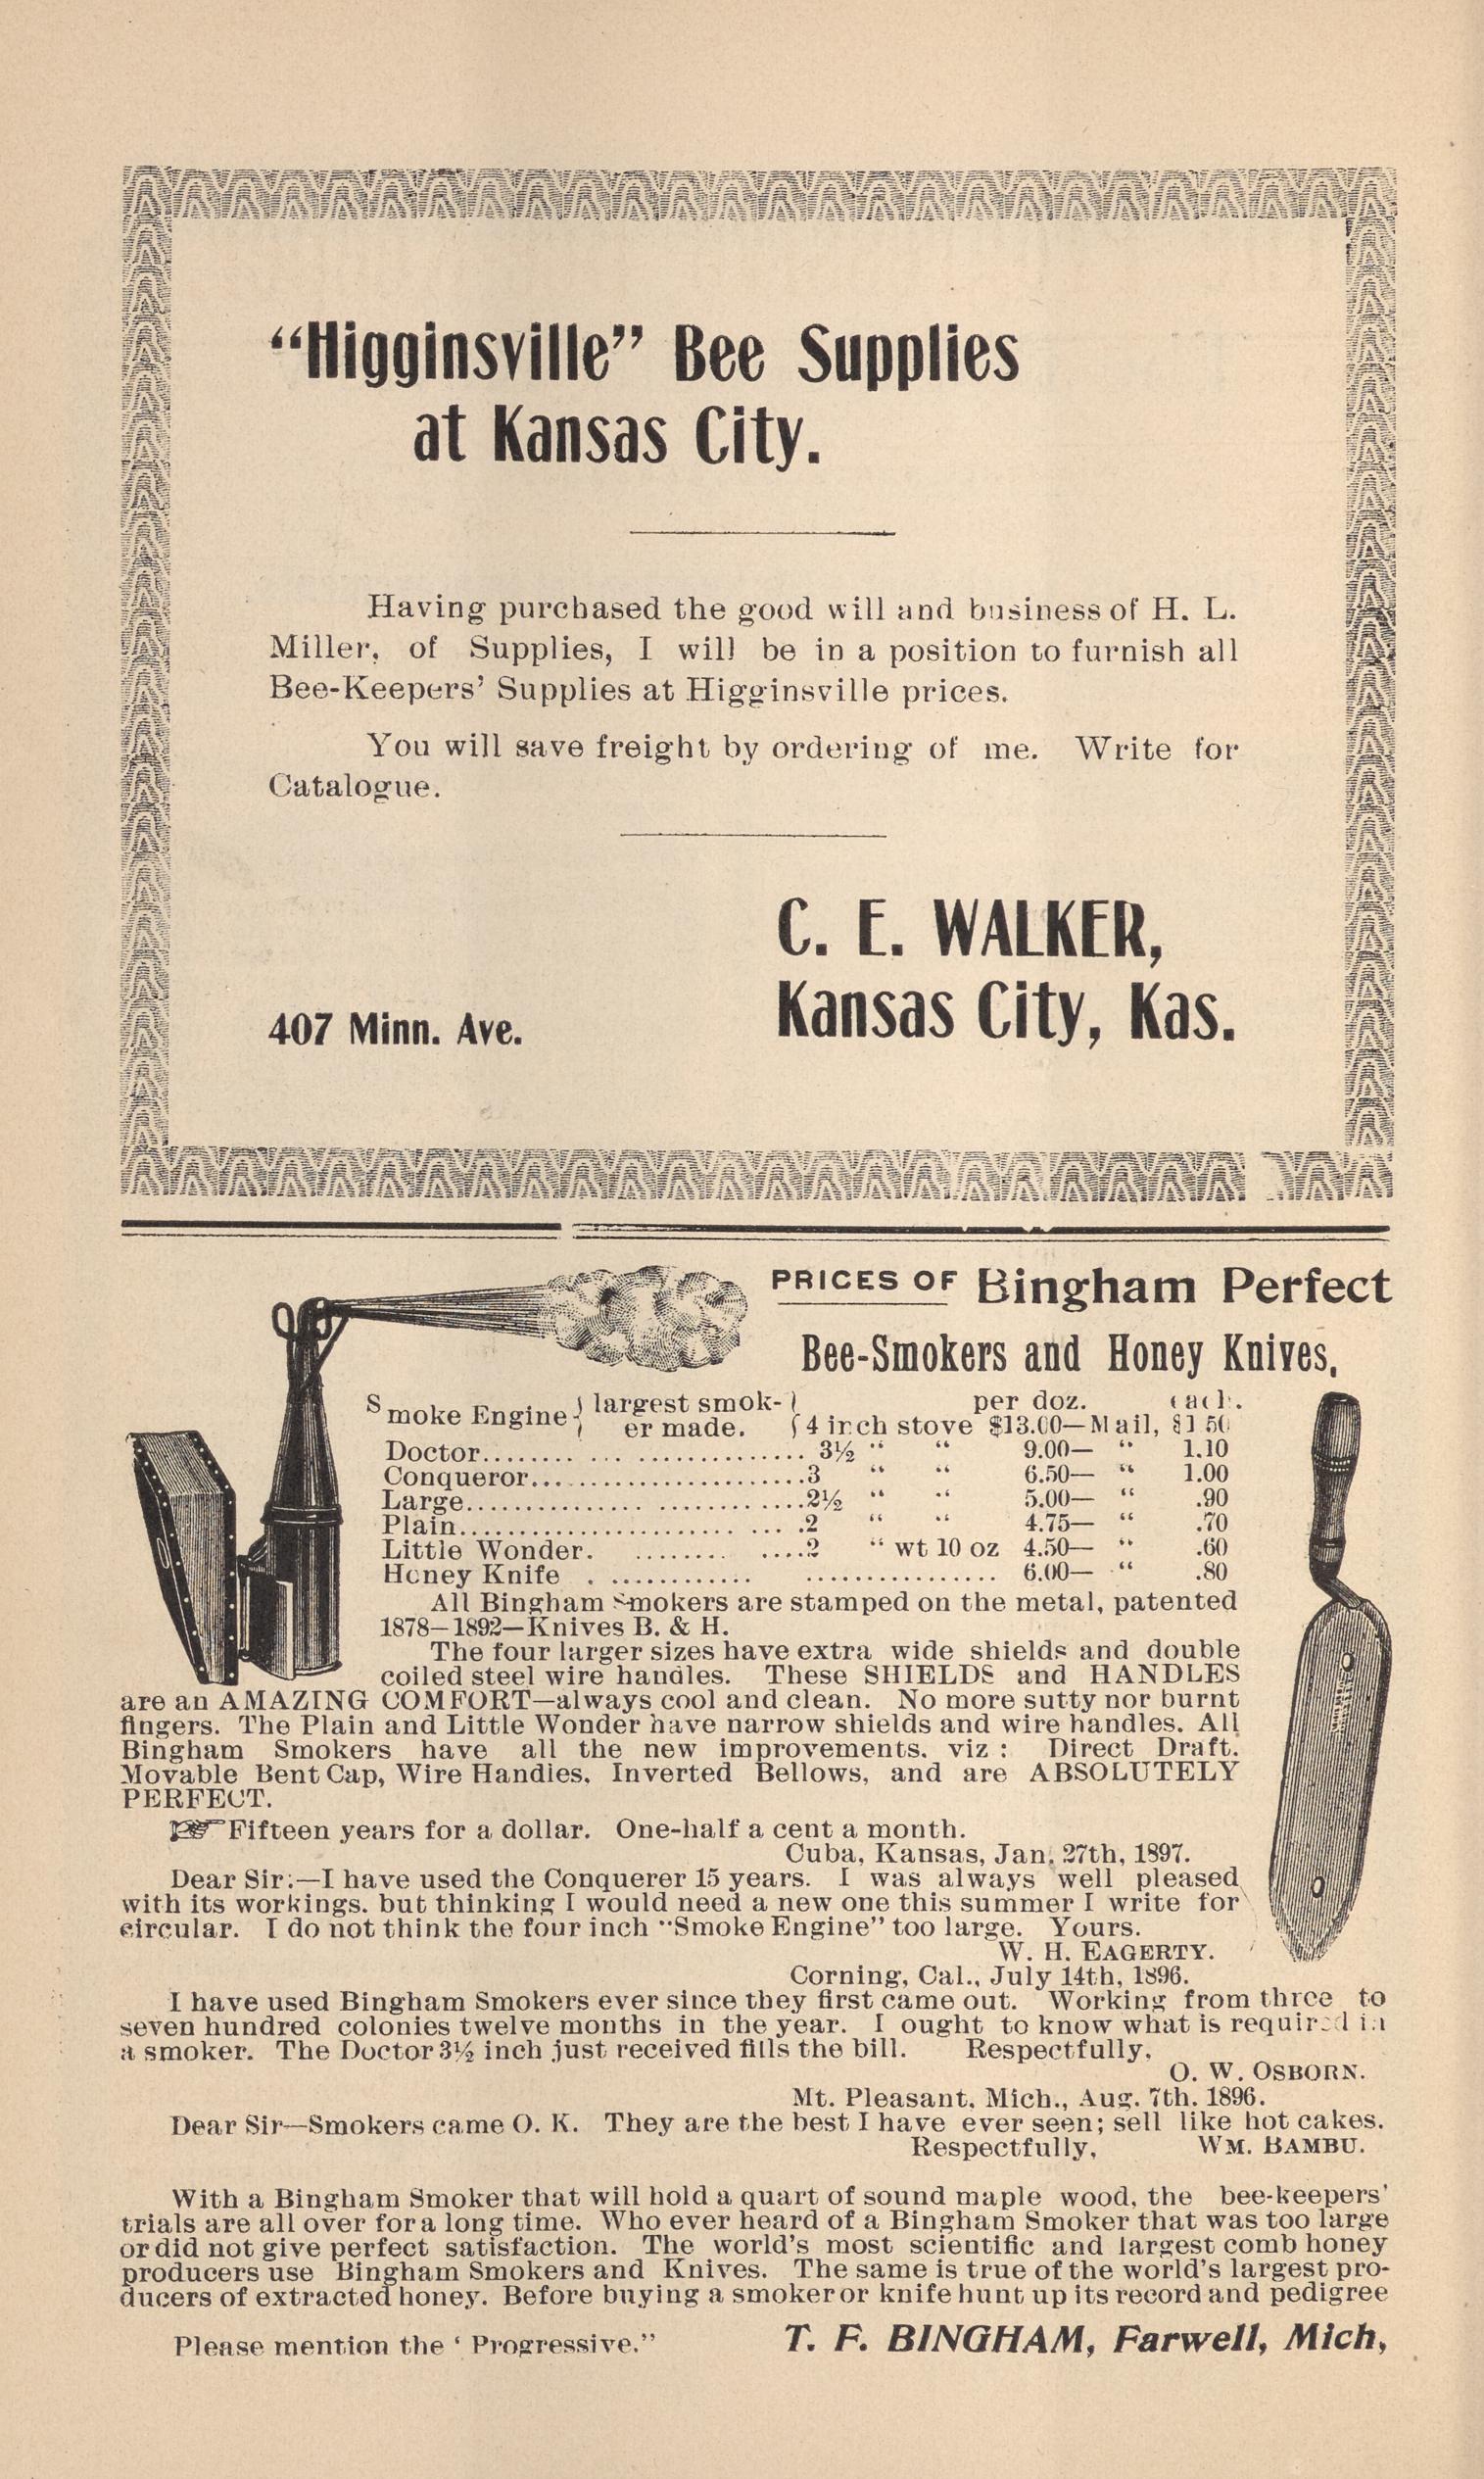 “Higginsville” Bee Supplies
at Kansas City.
Having purchased the good will and business of H. L.
Miller, of Supplies, I will be in a position to furnish all
Bee-Keepers’ Supplies at Higginsville prices.
You will save freight by ordering of me. Write for
Catalogue.
C. E. WALKER,
407 Minn. Ave. Kansas City, Kas.
PRICES OF Bingham Perfect
Bee-Smokers and Honey Knives,
per doz. each.
Smoke Engine { largest smoker made. } 4 inch stove $13.00—Mail, $1 50
Doctor.................................. 3½ “ “ 9.00— “ 1.10
Conqueror..........................3 “ “ 6.50— “ 1.00
Large..................................2½ “ “ 5.00— “ .90
Plain...................................2 “ “ 4.75— “ .70
Little Wonder. ......... ....2 “ wt 10 oz 4.50— “ .60
Honey Knife . ............ ................ 6.00— “ .80
All Bingham Smokers are stamped on the metal, patented
1878—1892—Knives B. & H.
The four larger sizes have extra wide shields and double
coiled steel wire handles. These SHIELDS and HANDLES
are an AMAZING COMFORT—always cool and clean. No more sutty nor burnt
fingers. The Plain and Little Wonder have narrow shields and wire handles. All
Bingham Smokers have all the new improvements. viz : Direct Draft.
Movable Bent Cap, Wire Handles, Inverted Bellows, and are ABSOLUTELY
PERFECT.
☞Fifteen years for a dollar. One-half a cent a month.
Cuba, Kansas, Jan. 27th, 1897.
Dear Sir:—I have used the Conquerer 15 years. I was always well pleased
with its workings. but thinking I would need a new one this summer I write for
circular. I do not think the four inch “Smoke Engine” too large. Yours.
W. H. EAGERTY.
Corning, Cal., July 14th, 1896.
I have used Bingham Smokers ever since they first came out. Working from three to
seven hundred colonies twelve months in the year. I ought to know what is required in
a smoker. The Doctor 3½ inch just received fills the bill. Respectfully,
O. W. OSBORN.
Mt. Pleasant, Mich., Aug. 7th. 1896.
Dear Sir—Smokers came O. K. They are the best I have ever seen; sell like hot cakes.
Respectfully, WM. BAMBU.
With a Bingham Smoker that will hold a quart of sound maple wood, the bee-keepers’
trials are all over for a long time. Who ever heard of a Bingham Smoker that was too large
or did not give perfect satisfaction. The world’s most scientific and largest comb honey
producers use Bingham Smokers and Knives. The same is true of the world’s largest pro-
ducers of extracted honey. Before buying a smoker or knife hunt up its record and pedigree
Please mention the ‘ Progressive.” T. F. BINGHAM, Farwell, Mich,